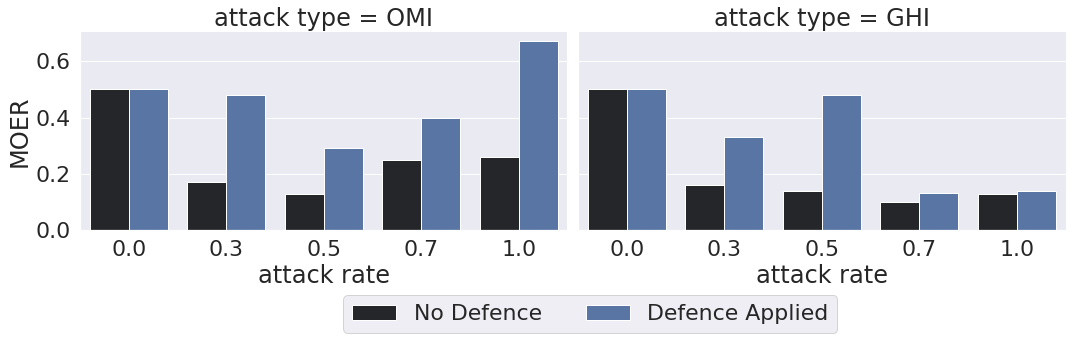 attack type = OMI
attack type = GHI
MOER
0.6
0.4
0.2
0.0
0.0 0.3 0.5 0.7 1.0
0.0 0.3 0.5 0.7 1.0
attack rate
attack rate
No Defence
Defence Applied